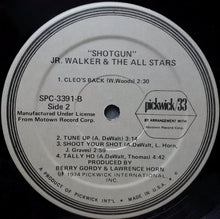 "SHOTGUN"
JR. WALKER & THE ALL STARS
1. CLEO'S BACK (W. Woods) 2:30
SPC-3391-B
Side 2
Manufactured Under License
From Motown Record Corp.
pickwick/33
BY ARRANGEMENT WITH
Motown Record Corp.
2. TUNE UP (A. DeWalt) 2:21
3. SHOOT YOUR SHOT (A. DeWalt, L. Horn,
J. Graves) 2:59
4. TALLY HO (A. DeWalt, Thomas) 4:42
Produced by
BERRY GORDY & LAWRENCE HORN
© 1974 PICKWICK INTERNATIONAL
INC.
A PRODUCT OF PICKWICK INT'L. MADE IN U.S.A.